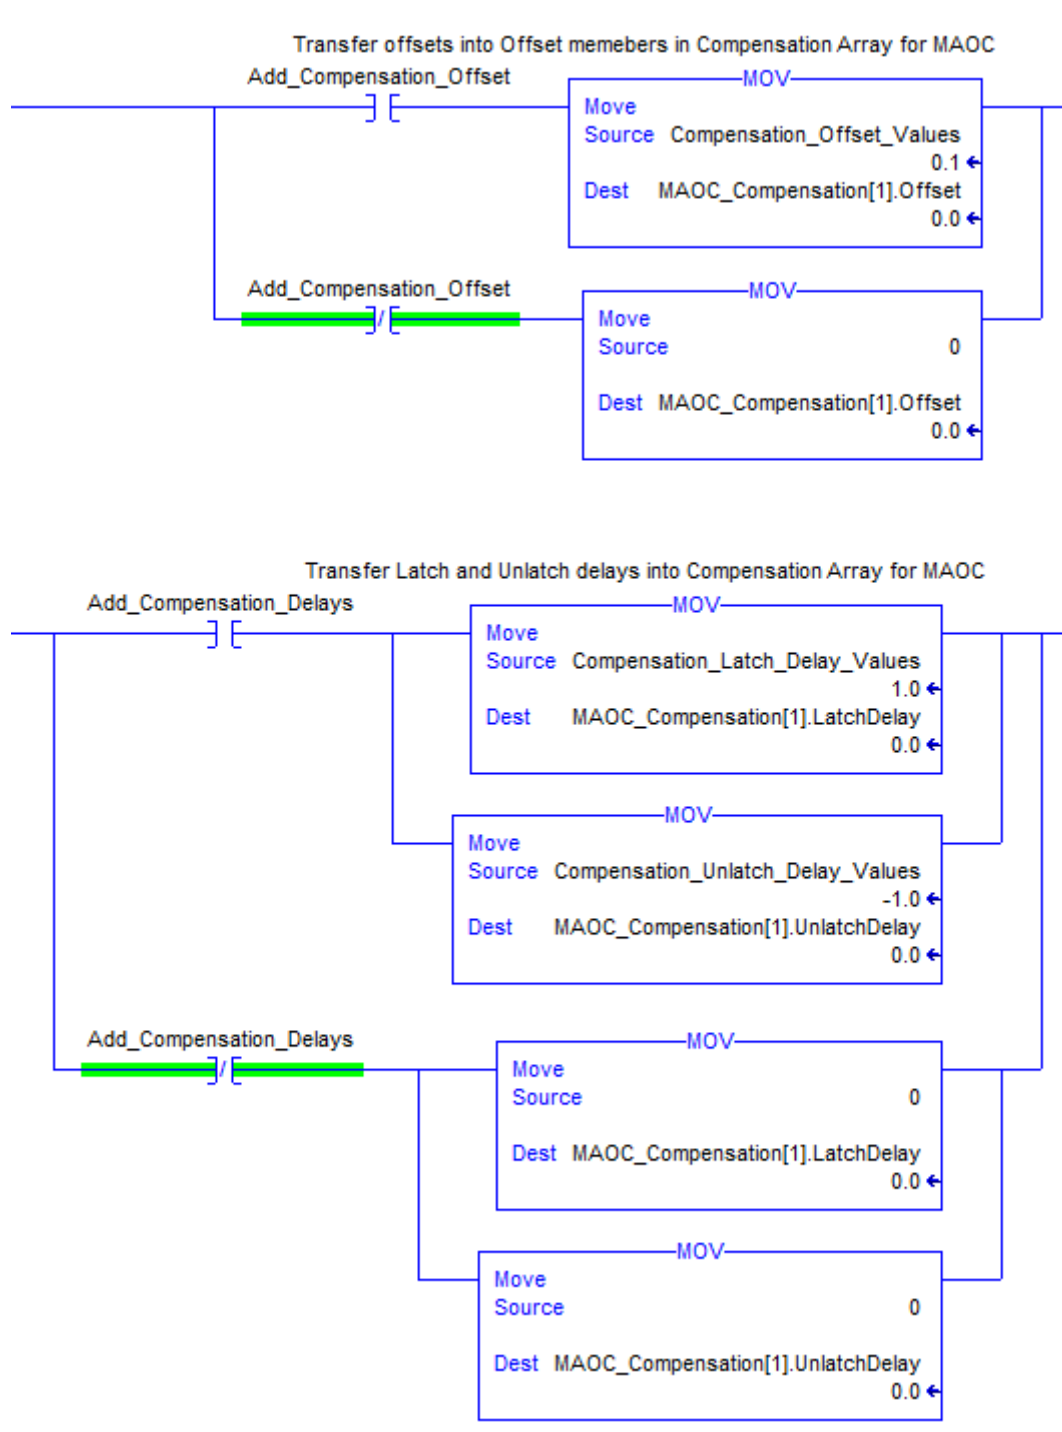 Transfer offsets into Offset memebers in Compensation Array for MAOC
Add_Compensation_Offset
MOV
Move
Source Compensation_Offset_Values
0.1
Dest MAOC_Compensation[1].Offset
0.0
Add_Compensation_Offset
/
MOV
Move
Source 0
Dest MAOC_Compensation[1].Offset
0.0
Transfer Latch and Unlatch delays into Compensation Array for MAOC
Add_Compensation_Delays
MOV
Move
Source Compensation_Latch_Delay_Values
1.0
Dest MAOC_Compensation[1].LatchDelay
0.0
MOV
Move
Source Compensation_Unlatch_Delay_Values
-1.0
Dest MAOC_Compensation[1].UnlatchDelay
0.0
Add_Compensation_Delays
/
MOV
Move
Source 0
Dest MAOC_Compensation[1].LatchDelay
0.0
MOV
Move
Source 0
Dest MAOC_Compensation[1].UnlatchDelay
0.0